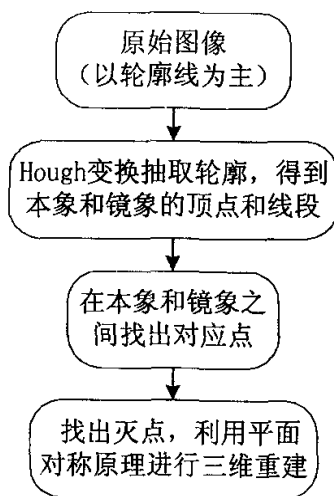 原始图像
(以轮廓线为主)
Hough变换抽取轮廓，得到
本象和镜象的顶点和线段
在本象和镜象之
间找出对应点
找出灭点，利用平面
对称原理进行三维重建